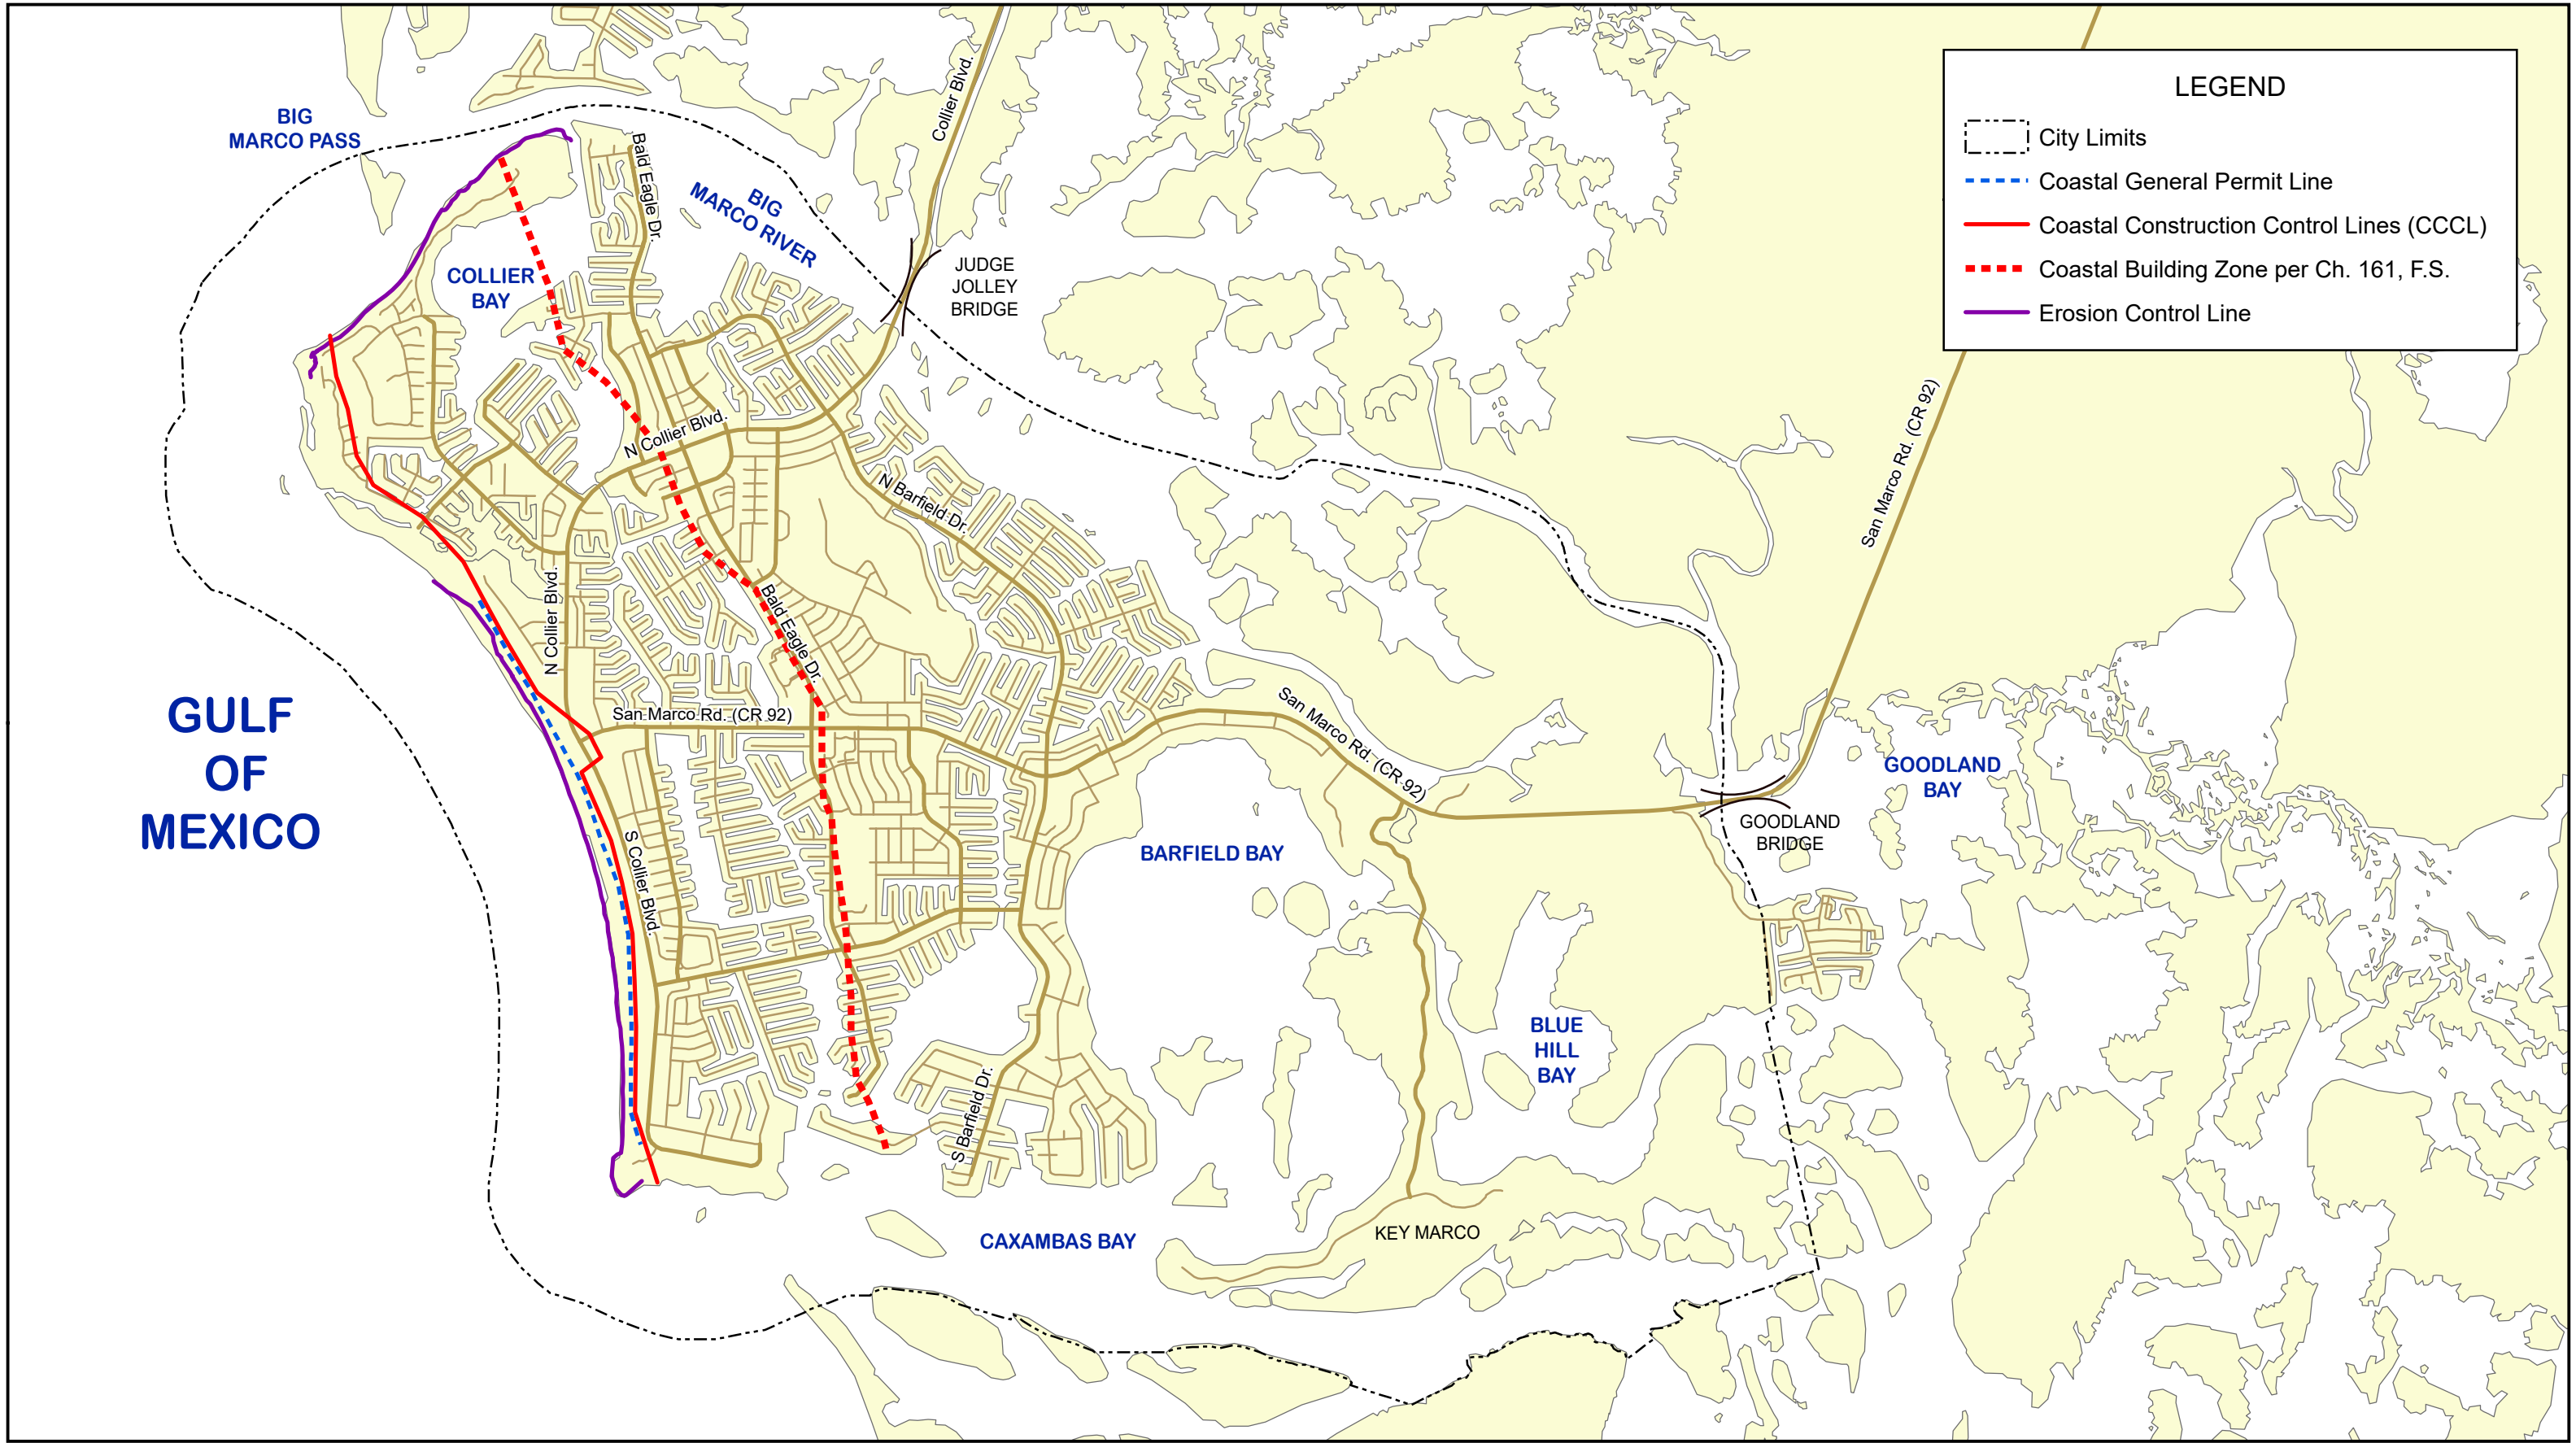 LEGEND
City Limits
Coastal General Permit Line
Coastal Construction Control Lines (CCCL)
Coastal Building Zone per Ch. 161, F.S.
Erosion Control Line
BIG
MARCO PASS
Collier Blvd.
Bald Eagle Dr.
BIG
MARCO RIVER
COLLIER
BAY
JUDGE
JOLLEY
BRIDGE
N Collier Blvd.
San Marco Rd. (CR 92)
N Barfield Dr.
N Collier Blvd.
Bald Eagle Dr.
GULF
OF
MEXICO
San Marco Rd. (CR 92)
San Marco Rd. (CR 92)
GOODLAND
BAY
GOODLAND
BRIDGE
S Collier Blvd.
BARFIELD BAY
BLUE
HILL
BAY
S Barfield Dr.
CAXAMBAS BAY
KEY MARCO